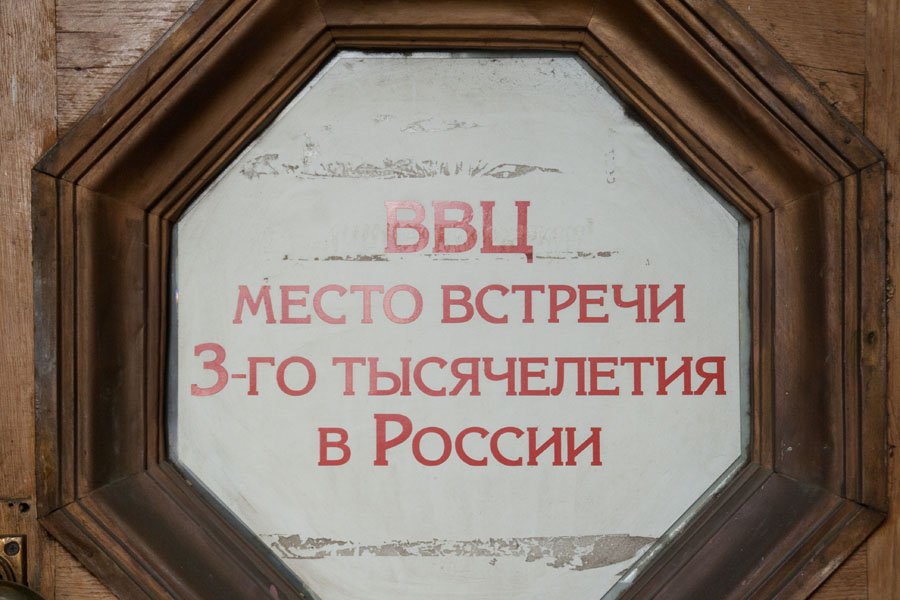 ВВЦ
МЕСТО ВСТРЕЧИ
3-ГО ТЫСЯЧЕЛЕТИЯ
В РОССИИ